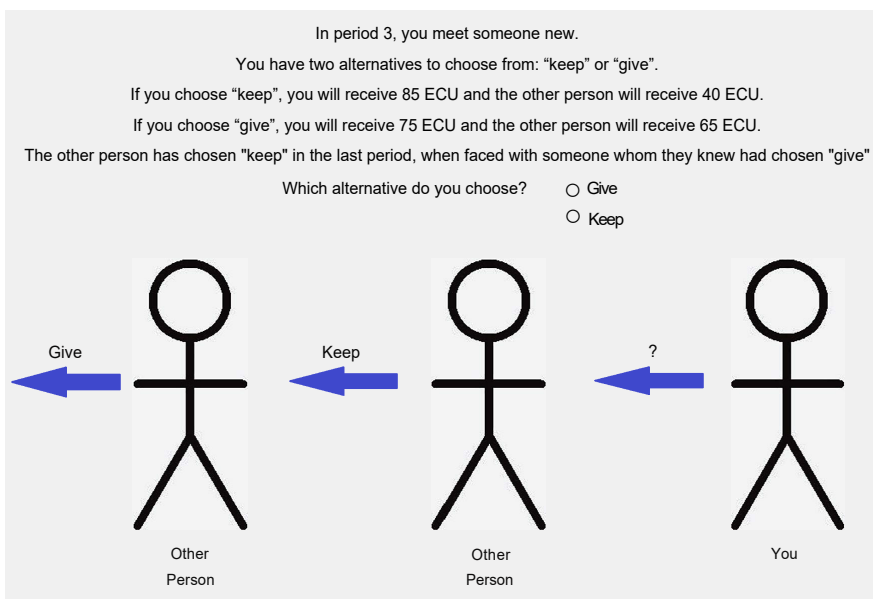 In period 3, you meet someone new.
You have two alternatives to choose from: “keep” or “give”.
If you choose “keep”, you will receive 85 ECU and the other person will receive 40 ECU.
If you choose “give”, you will receive 75 ECU and the other person will receive 65 ECU.
The other person has chosen "keep" in the last period, when faced with someone whom they knew had chosen "give"
Which alternative do you choose? Give
Keep
Give Keep ?
Other Other You
Person Person